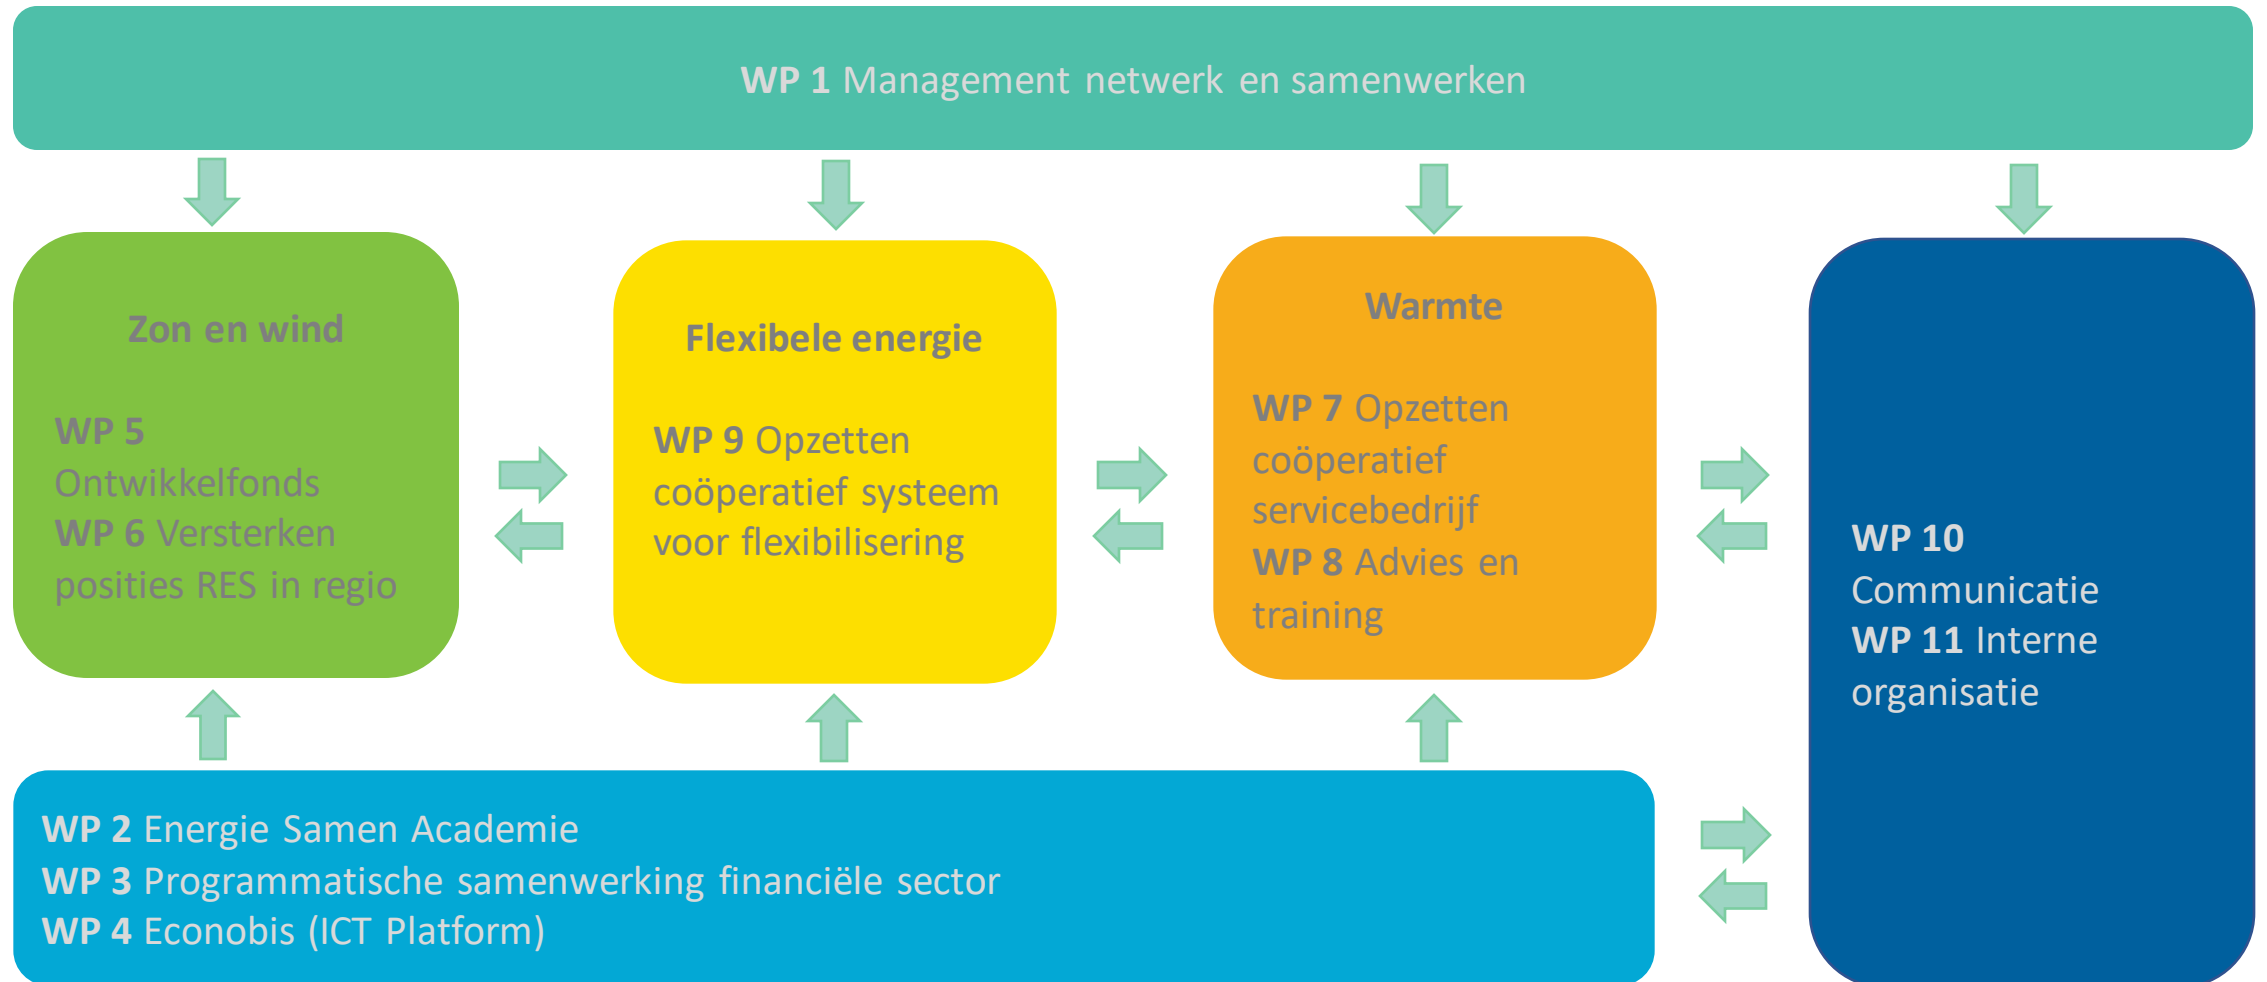 WP 1 Management netwerk en samenwerken
Zon en wind
WP 5
Ontwikkelfonds
WP 6 Versterken
posities RES in regio
Flexibele energie
WP 9 Opzetten
coöperatief systeem
voor flexibilisering
Warmte
WP 7 Opzetten
coöperatief
servicebedrijf
WP 8 Advies en
training
WP 10
Communicatie
WP 11 Interne
organisatie
WP 2 Energie Samen Academie
WP 3 Programmatische samenwerking financiële sector
WP 4 Econobis (ICT Platform)